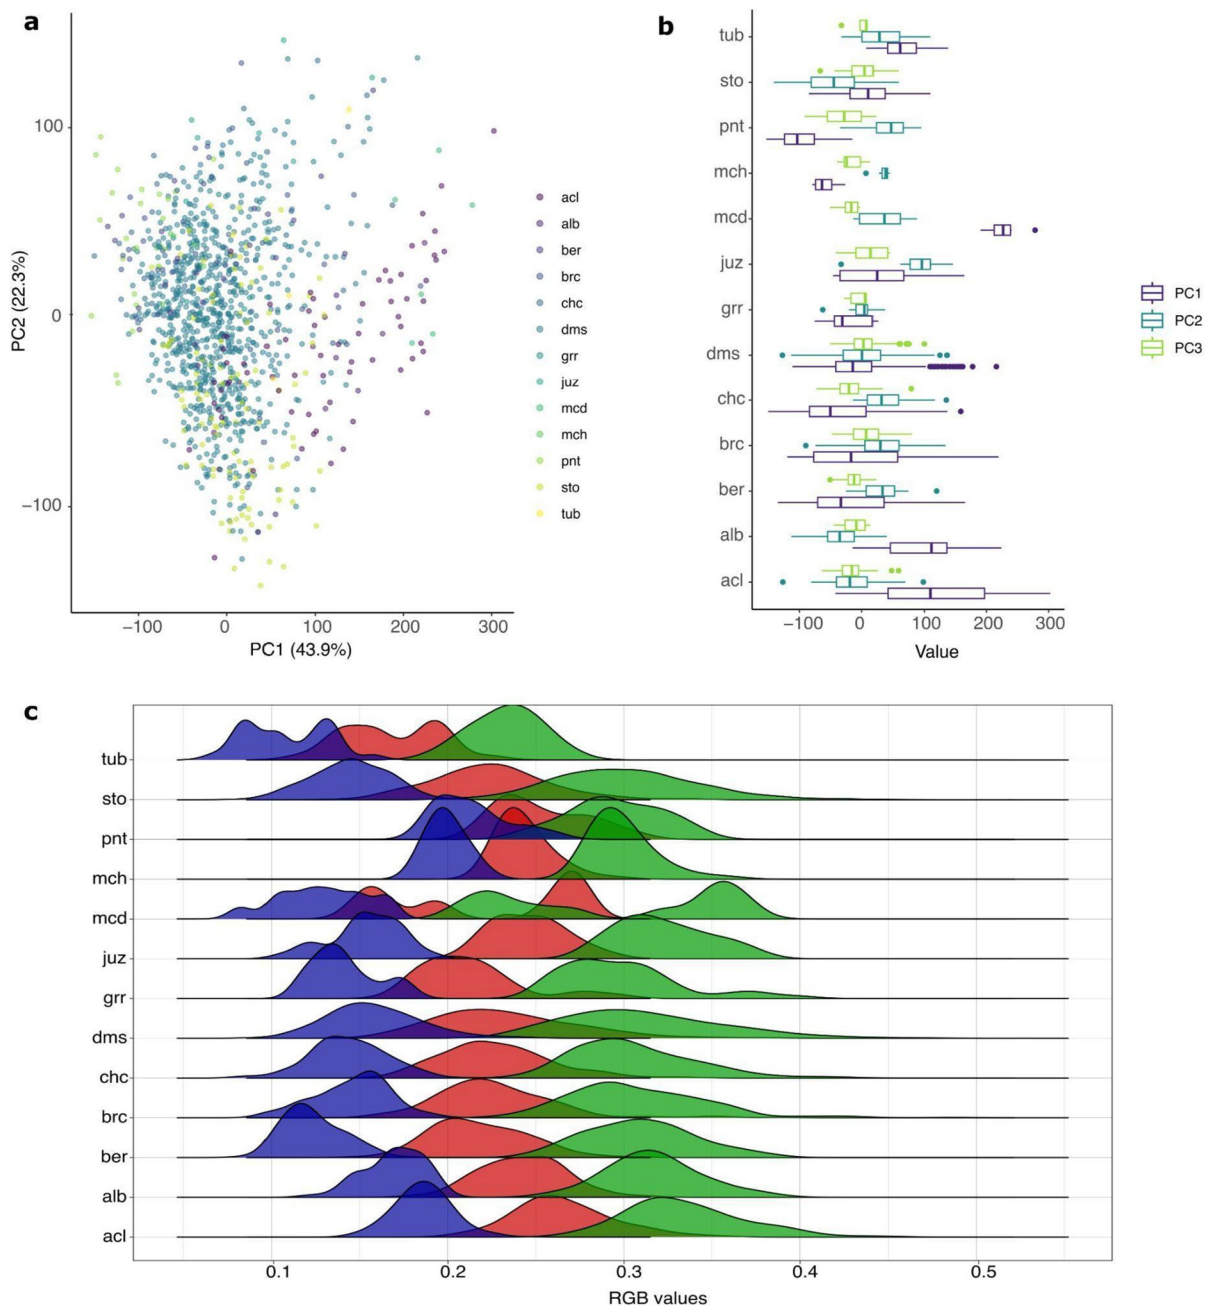 a
100
0
−100
PC2 (22.3%)
−100
0
100
200
300
PC1 (43.9%)
acl
alb
ber
brc
chc
dms
grr
juz
mcd
mch
pnt
sto
tub
b
tub
sto
pnt
mch
mcd
juz
grr
dms
chc
brc
ber
alb
acl
−100
0
100
200
300
Value
PC1
PC2
PC3
c
tub
sto
pnt
mch
mcd
juz
grr
dms
chc
brc
ber
alb
acl
0.1
0.2
0.3
0.4
0.5
RGB values